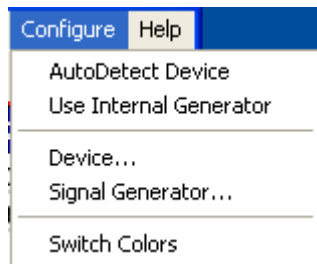 Configure Help
AutoDetect Device
Use Internal Generator
Device...
Signal Generator...
Switch Colors